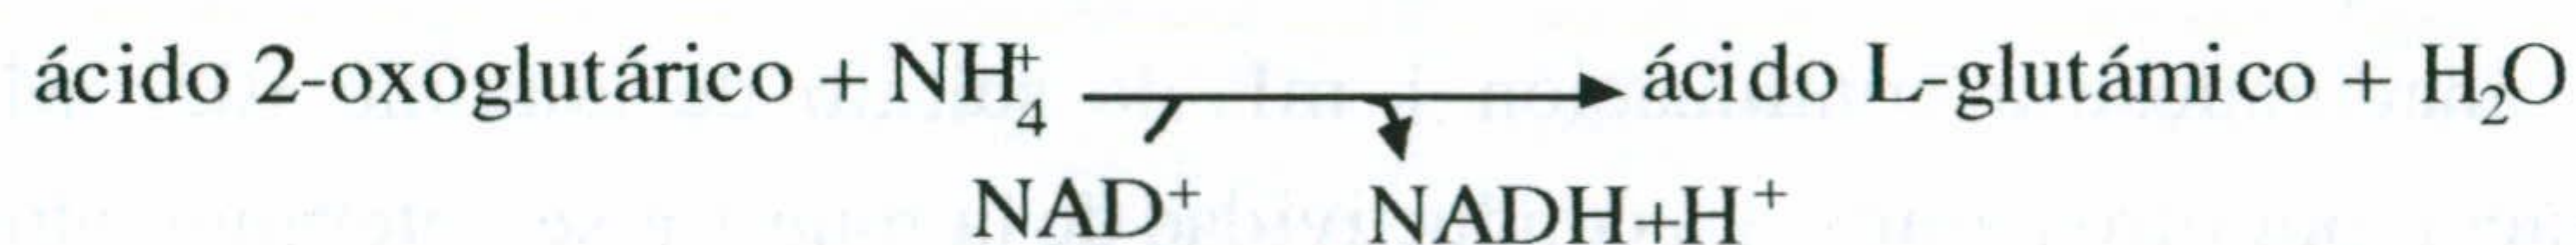 ácido 2-oxoglutárico + NH₄⁺ ⟶ ácido L-glutámico + H₂O
NAD⁺ NADH+H⁺